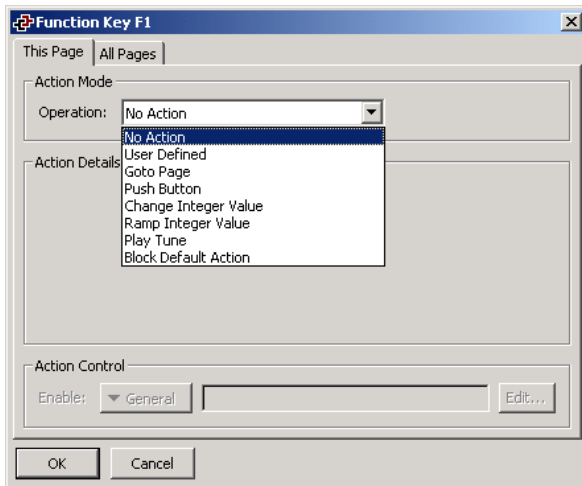 Function Key F1
This Page All Pages
Action Mode
Operation: No Action
No Action
User Defined
Action Details
Goto Page
Push Button
Change Integer Value
Ramp Integer Value
Play Tune
Block Default Action
Action Control
Enable: General Edit...
OK Cancel